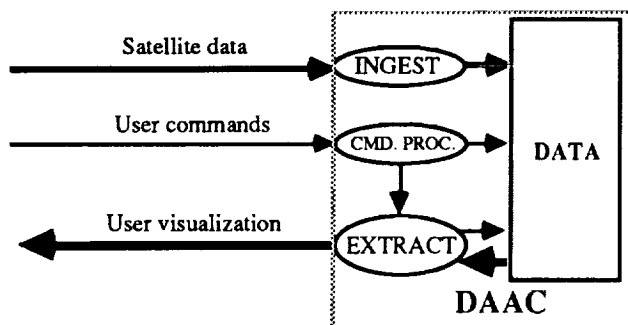 Satellite data
INGEST
User commands
CMD. PROC.
DATA
User visualization
EXTRACT
DAAC